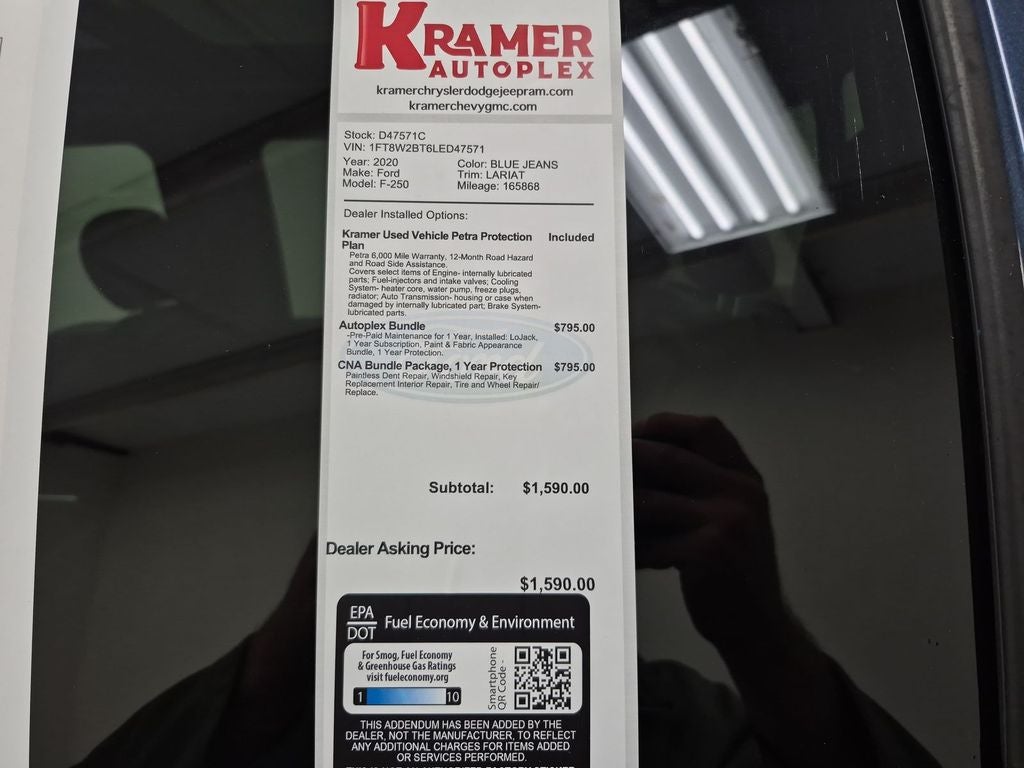 KRAMER
AUTOPLEX
kramerchryslerdodgejeepram.com
kramerchevygmc.com
Stock: D47571C
VIN: 1FT8W2BT6LED47571
Year: 2020 Color: BLUE JEANS
Make: Ford Trim: LARIAT
Model: F-250 Mileage: 165868
Dealer Installed Options:
Kramer Used Vehicle Petra Protection Included
Plan
Petra 6,000 Mile Warranty, 12-Month Road Hazard
and Road Side Assistance.
Covers select items of Engine- internally lubricated
parts; Fuel-injectors and intake valves; Cooling
System- heater core, water pump, freeze plugs,
radiator; Auto Transmission- housing or case when
damaged by internally lubricated part; Brake System-
lubricated parts.
Autoplex Bundle $795.00
-Pre-Paid Maintenance for 1 Year, Installed: LoJack,
1 Year Subscription, Paint & Fabric Appearance
Bundle, 1 Year Protection.
CNA Bundle Package, 1 Year Protection $795.00
Paintless Dent Repair, Windshield Repair, Key
Replacement Interior Repair, Tire and Wheel Repair/
Replace.
Subtotal: $1,590.00
Dealer Asking Price:
$1,590.00
EPA
DOT
Fuel Economy & Environment
For Smog, Fuel Economy
& Greenhouse Gas Ratings
visit fueleconomy.org
1 10
Smartphone
QR Code -
THIS ADDENDUM HAS BEEN ADDED BY THE
DEALER, NOT THE MANUFACTURER, TO REFLECT
ANY ADDITIONAL CHARGES FOR ITEMS ADDED
OR SERVICES PERFORMED.